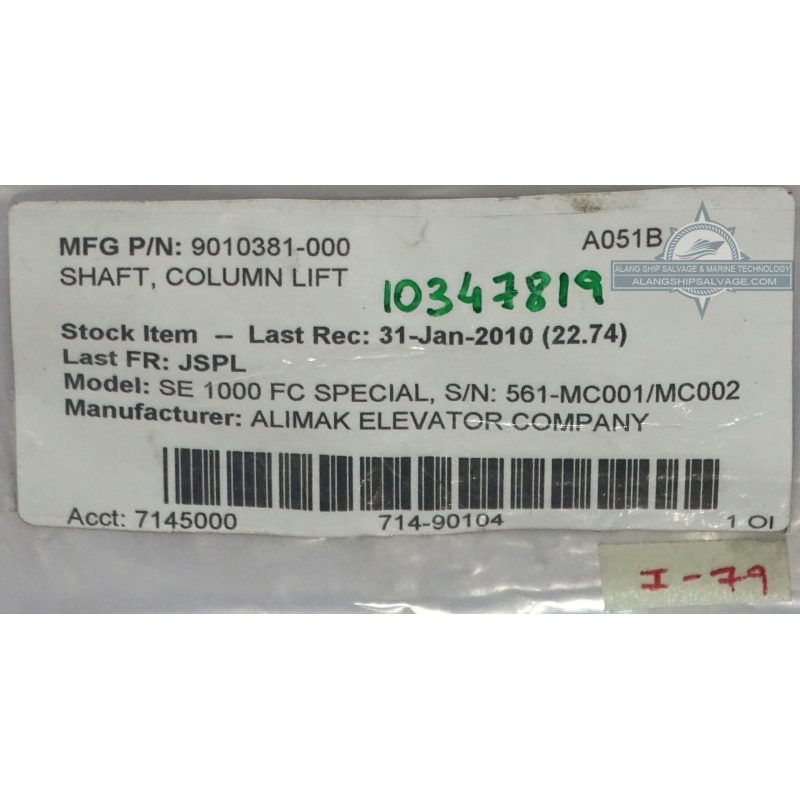 MFG P/N: 9010381-000
A051B
SHAFT, COLUMN LIFT
10347819
ALANG SHIP SALVAGE & MARINE TECHNOLOGY
ALANGSHIPSALVAGE.COM
Stock Item -- Last Rec: 31-Jan-2010 (22.74)
Last FR: JSPL
Model: SE 1000 FC SPECIAL, S/N: 561-MC001/MC002
Manufacturer: ALIMAK ELEVATOR COMPANY
Acct: 7145000
714-90104
1 OI
I-79